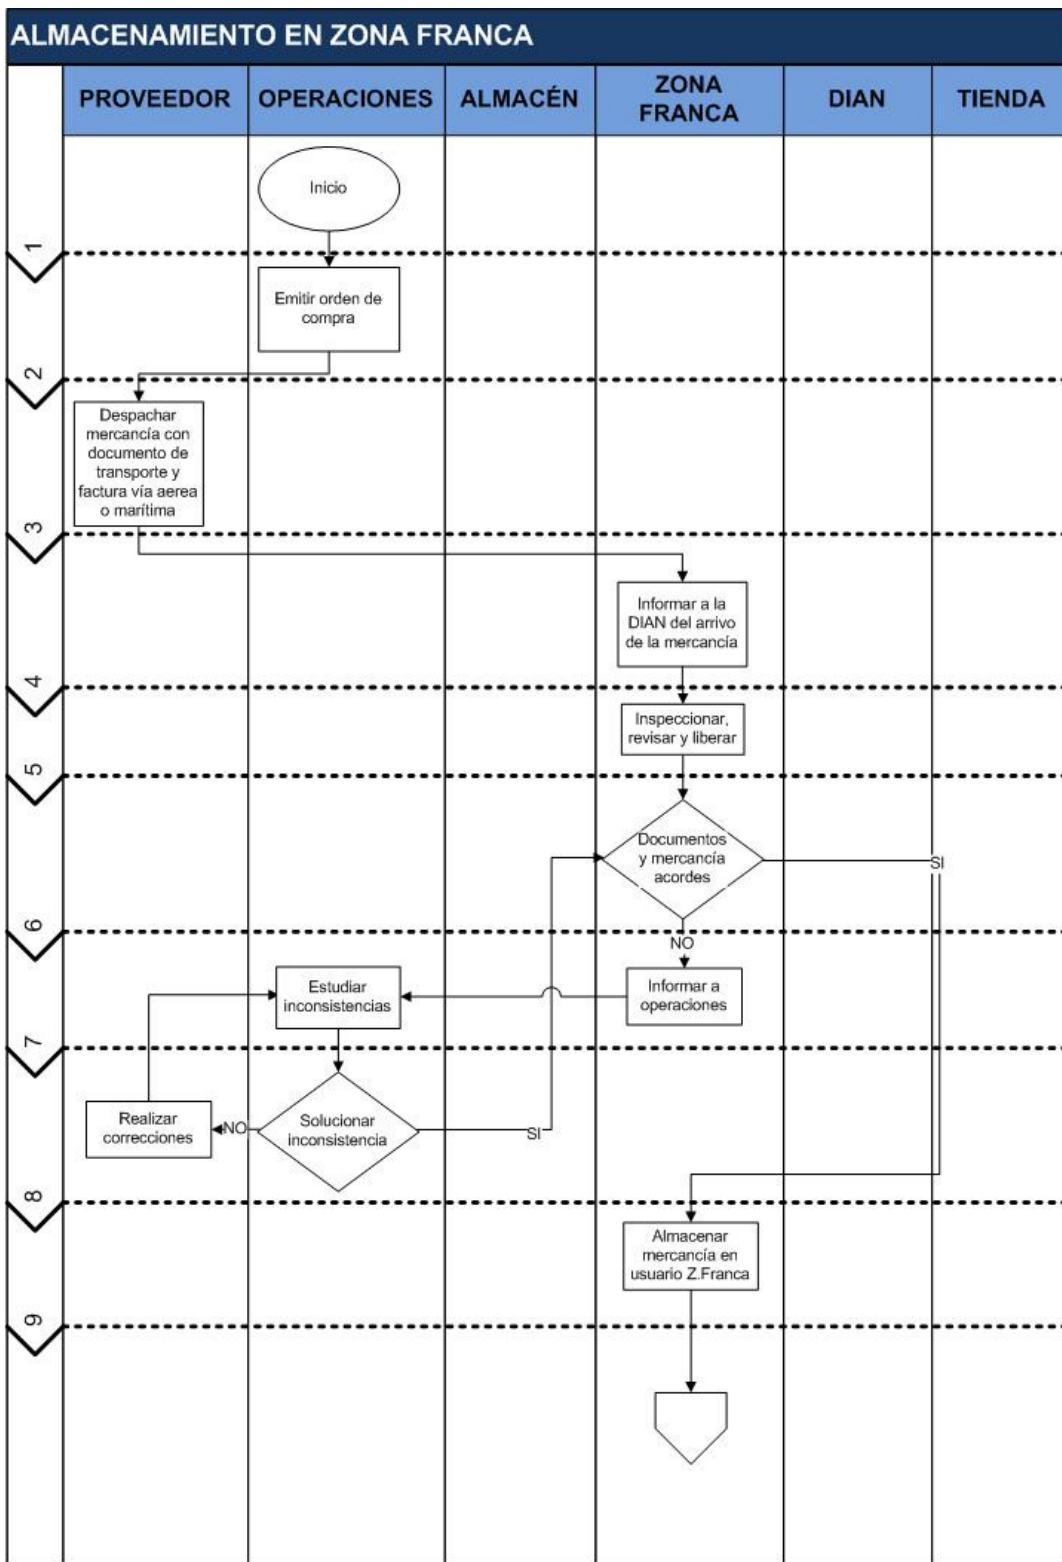 ALMACENAMIENTO EN ZONA FRANCA
PROVEEDOR
OPERACIONES
ALMACÉN
ZONA
FRANCA
DIAN
TIENDA
Inicio
1
Emitir orden de
compra
2
Despachar
mercancía con
documento de
transporte y
factura vía aerea
o marítima
3
Informar a la
DIAN del arrivo
de la mercancía
4
Inspeccionar,
revisar y liberar
5
Documentos
y mercancía
acordes
SI
6
NO
Estudiar
inconsistencias
Informar a
operaciones
7
Realizar
correcciones
NO
Solucionar
inconsistencia
SI
8
Almacenar
mercancía en
usuario Z.Franca
9